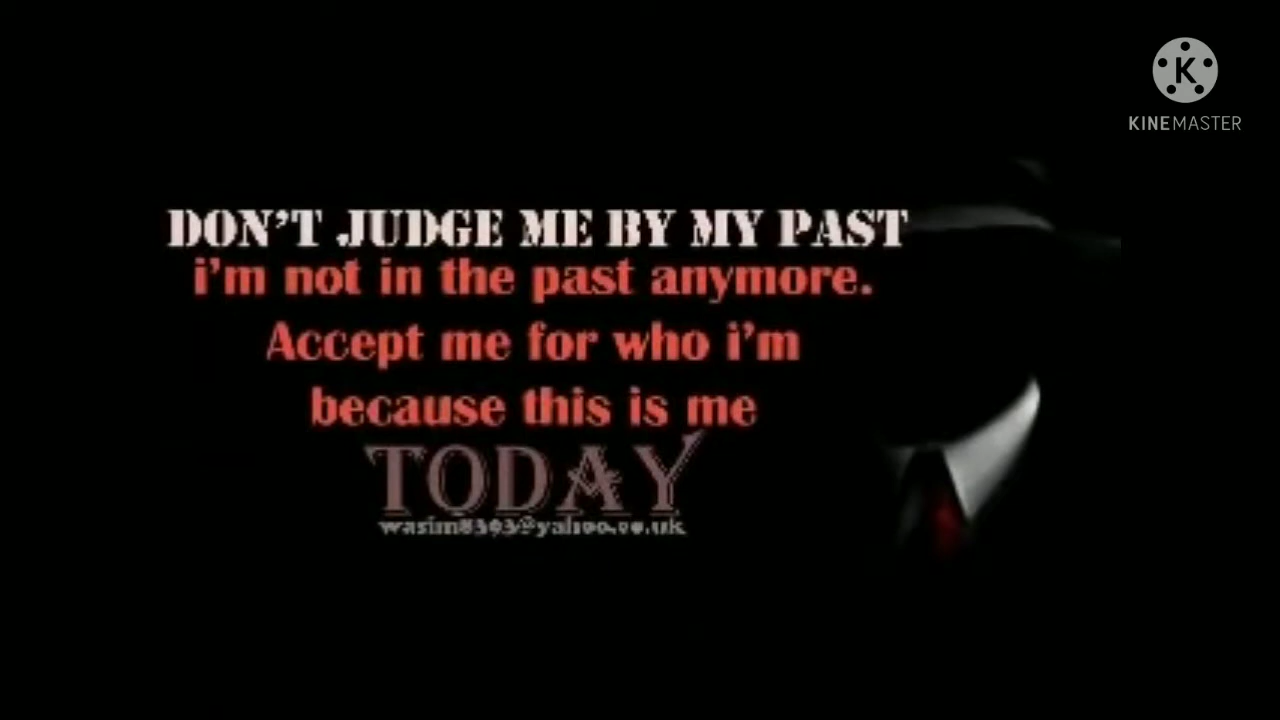 KINEMASTER
DON'T JUDGE ME BY MY PAST
i'm not in the past anymore.
Accept me for who i'm
because this is me
TODAY